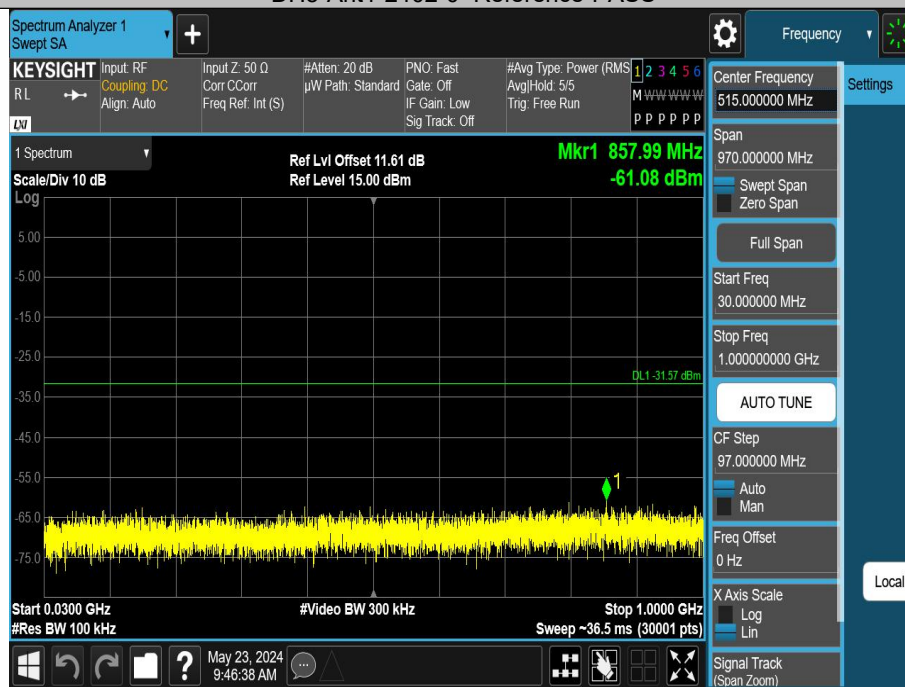 Spectrum Analyzer 1
Swept SA
Frequency
KEYSIGHT
RL
LXI
Input: RF
Coupling: DC
Align: Auto
Input Z: 50 Ω
Corr CCorr
Freq Ref: Int (S)
#Atten: 20 dB
µW Path: Standard
PNO: Fast
Gate: Off
IF Gain: Low
Sig Track: Off
#Avg Type: Power (RMS
Avg|Hold: 5/5
Trig: Free Run
1 2 3 4 5 6
M W W W W W
P P P P P P
Center Frequency
515.000000 MHz
Settings
1 Spectrum
Scale/Div 10 dB
Log
Ref Lvl Offset 11.61 dB
Ref Level 15.00 dBm
Mkr1 857.99 MHz
-61.08 dBm
Span
970.000000 MHz
Swept Span
Zero Span
Full Span
Start Freq
30.000000 MHz
Stop Freq
1.000000000 GHz
AUTO TUNE
CF Step
97.000000 MHz
Auto
Man
Freq Offset
0 Hz
X Axis Scale
Log
Lin
Signal Track
(Span Zoom)
Local
5.00
-5.00
-15.0
-25.0
DL1 -31.57 dBm
-35.0
-45.0
-55.0
1
-65.0
-75.0
Start 0.0300 GHz
#Res BW 100 kHz
#Video BW 300 kHz
Stop 1.0000 GHz
Sweep ~36.5 ms (30001 pts)
?
May 23, 2024
9:46:38 AM